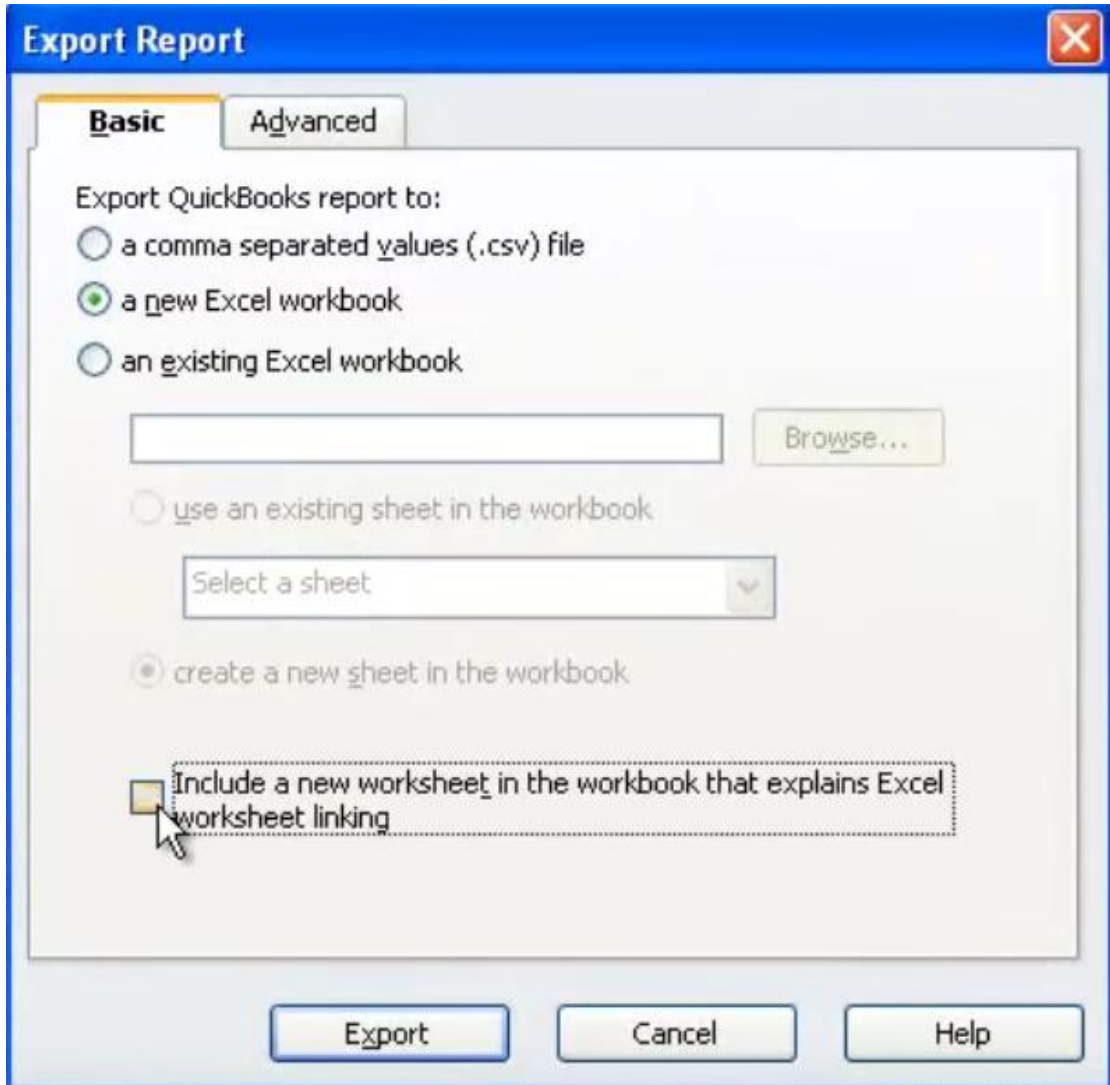 Export Report
Basic
Advanced
Export QuickBooks report to:
a comma separated values (.csv) file
a new Excel workbook
an existing Excel workbook
Browse...
use an existing sheet in the workbook
Select a sheet
create a new sheet in the workbook
Include a new worksheet in the workbook that explains Excel
worksheet linking
Export
Cancel
Help